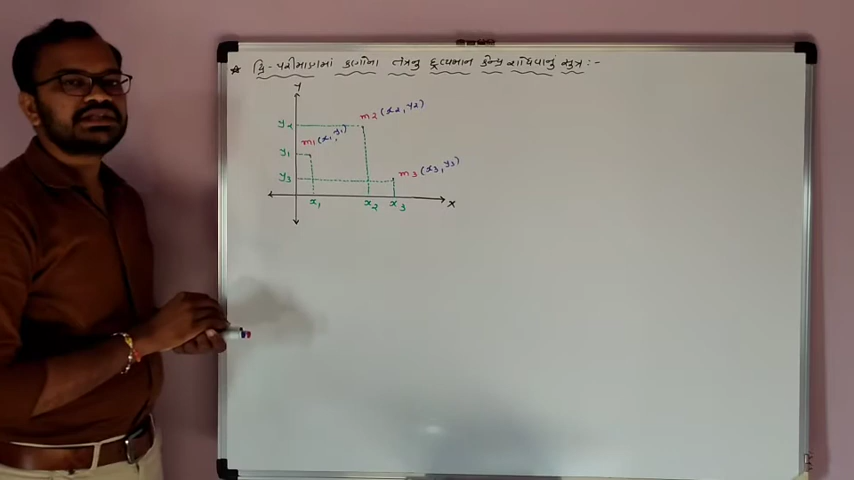 * દ્વિ-પરીમાણમાં કણોના તંત્રનુ દ્રવ્યમાન કેન્દ્ર શોધવાનું સુત્ર :-
y
m2 (x2, y2)
y2
m1 (x1, y1)
y1
m3 (x3, y3)
y3
x1 x2 x3 x